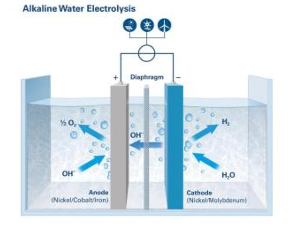 Alkaline Water Electrolysis
+
Diaphragm
−
½ O₂
H₂
OH⁻
OH⁻
H₂O
Anode
(Nickel/Cobalt/Iron)
Cathode
(Nickel/Molybdenum)